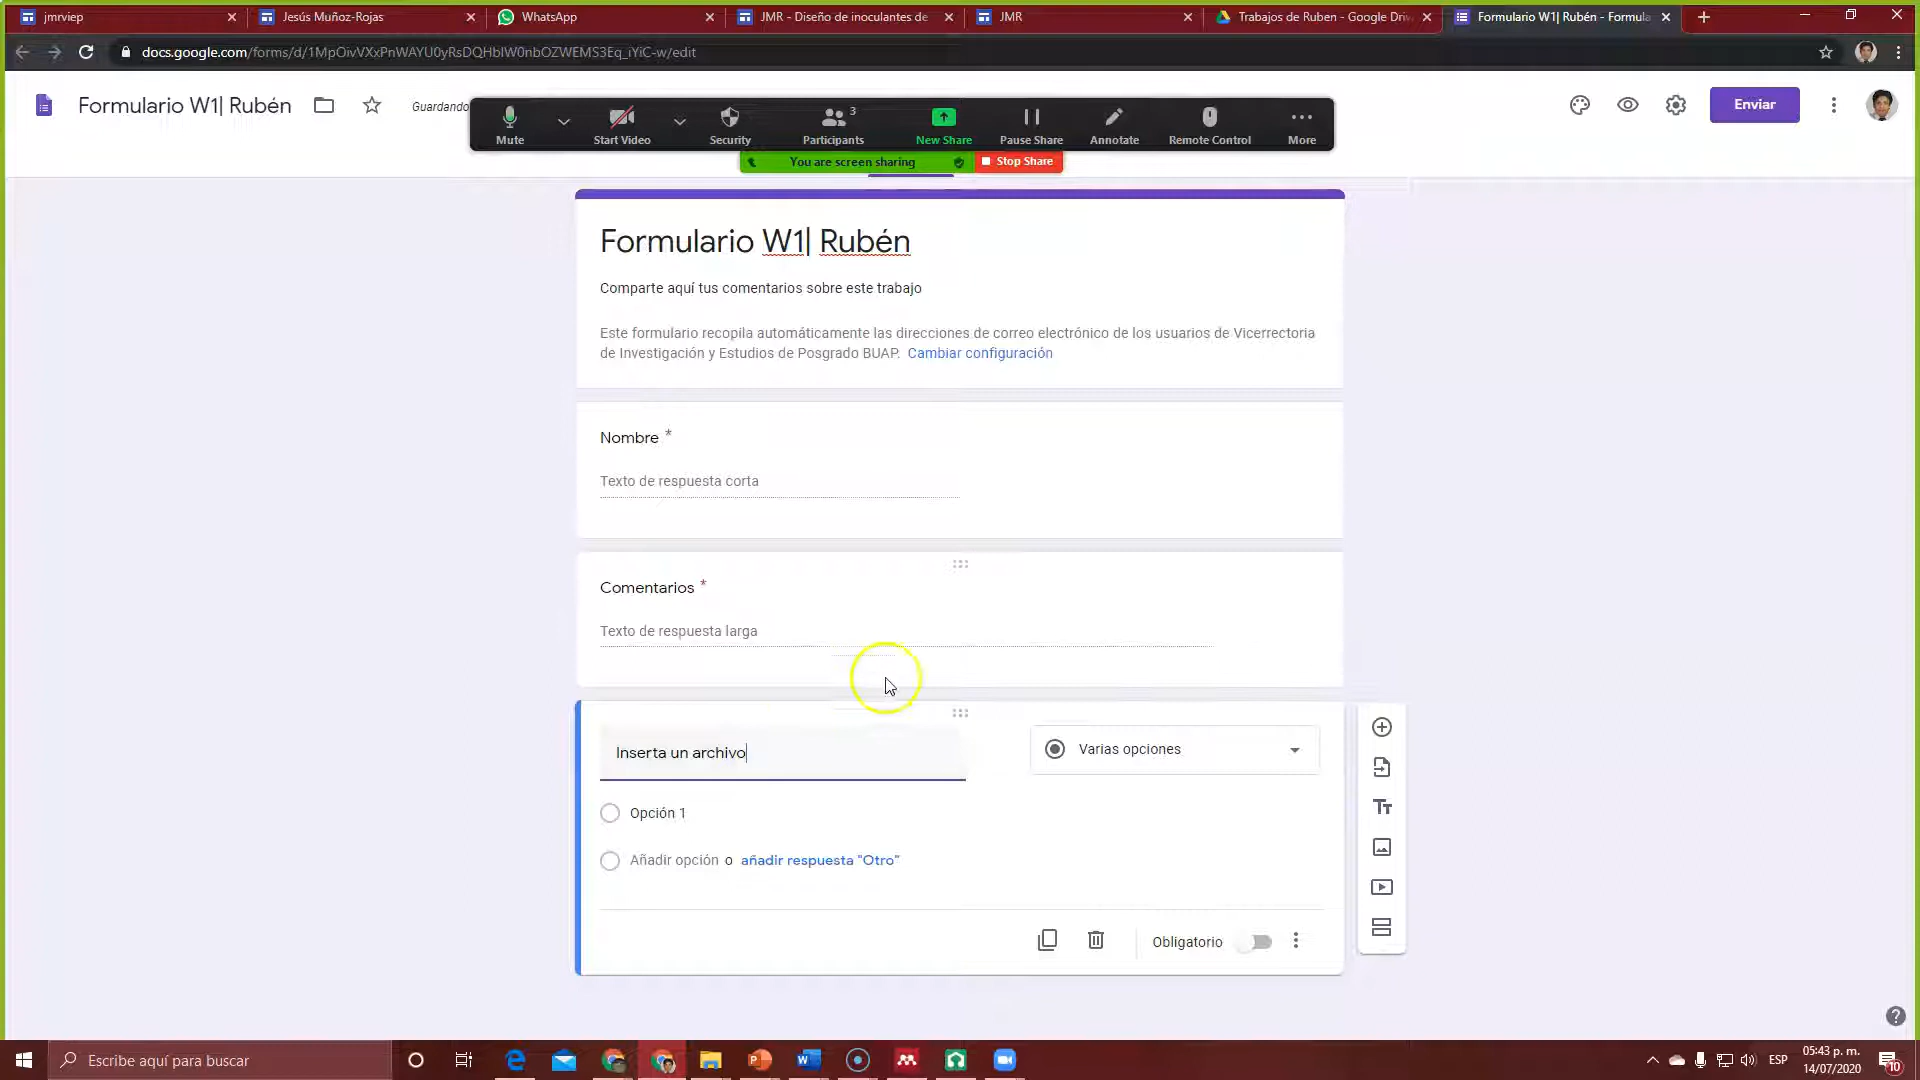 jmrviep
Jesús Muñoz-Rojas
WhatsApp
JMR - Diseño de inoculantes de
JMR
Trabajos de Ruben - Google Driv
Formulario W1| Rubén - Formula
docs.google.com/forms/d/1MpOivVXxPnWAYU0yRsDQHbIW0nbOZWEMS3Eq_iYiC-w/edit
Formulario W1| Rubén
Guardando
Enviar
Mute
Start Video
Security
3
Participants
New Share
Pause Share
Annotate
Remote Control
More
You are screen sharing
Stop Share
Formulario W1| Rubén
Comparte aquí tus comentarios sobre este trabajo
Este formulario recopila automáticamente las direcciones de correo electrónico de los usuarios de Vicerrectoria
de Investigación y Estudios de Posgrado BUAP. Cambiar configuración
Nombre *
Texto de respuesta corta
Comentarios *
Texto de respuesta larga
Inserta un archivo
Varias opciones
Opción 1
Añadir opción o añadir respuesta "Otro"
Obligatorio
Escribe aquí para buscar
ESP
05:43 p. m.
14/07/2020
10